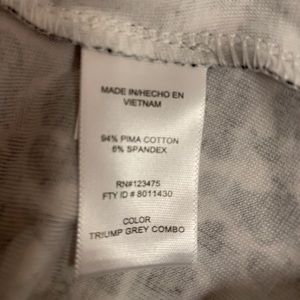 MADE IN/HECHO EN
VIETNAM
94% PIMA COTTON
6% SPANDEX
RN#123475
FTY ID # 8011430
COLOR
TRIUMP GREY COMBO